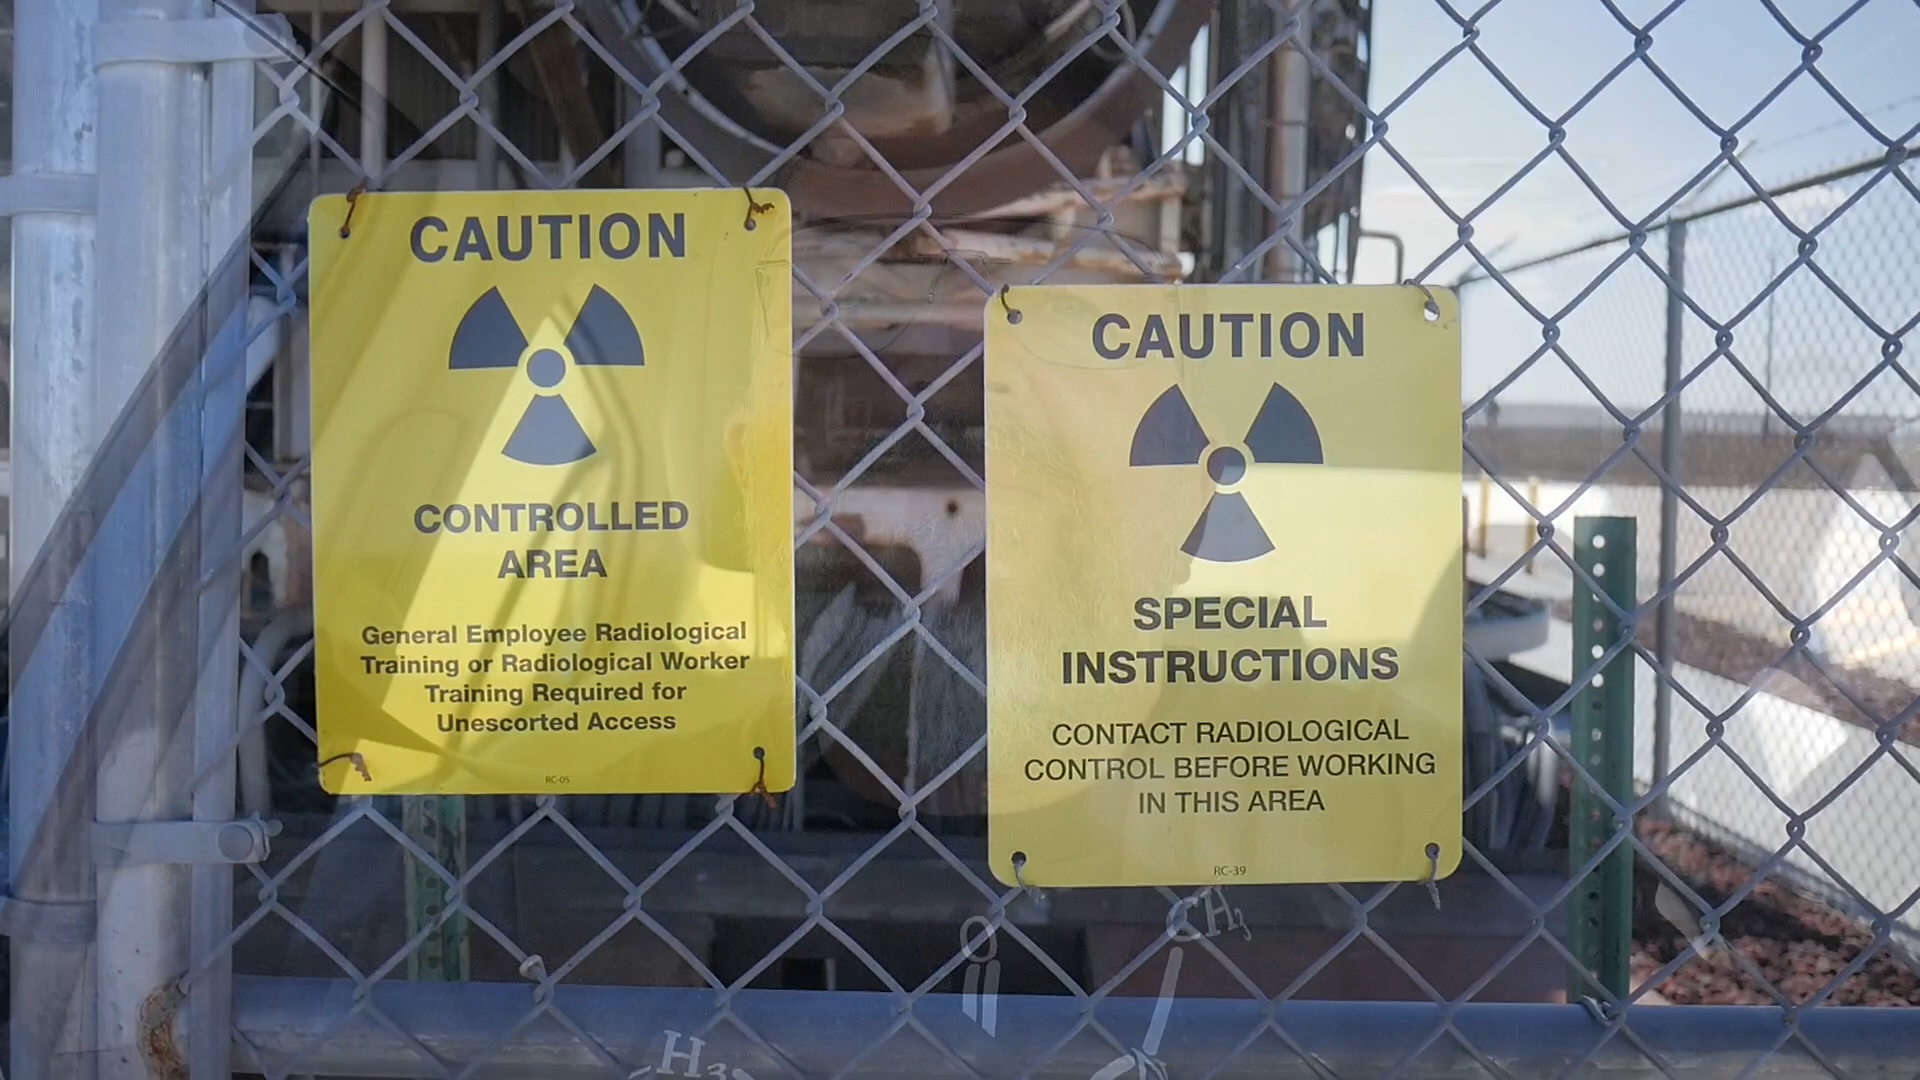 CAUTION
CONTROLLED
AREA
General Employee Radiological
Training or Radiological Worker
Training Required for
Unescorted Access
RC-05
CAUTION
SPECIAL
INSTRUCTIONS
CONTACT RADIOLOGICAL
CONTROL BEFORE WORKING
IN THIS AREA
RC-39
O
CH₃
H₃